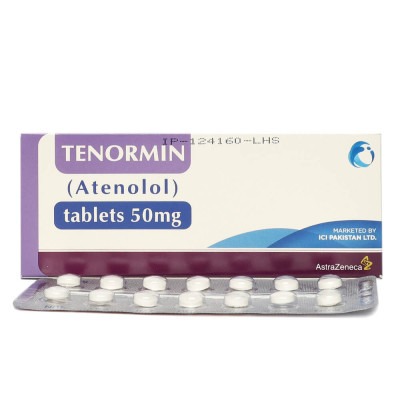 IP-124160-LHS
TENORMIN
(Atenolol)
tablets 50mg
MARKETED BY
ICI PAKISTAN LTD.
AstraZeneca